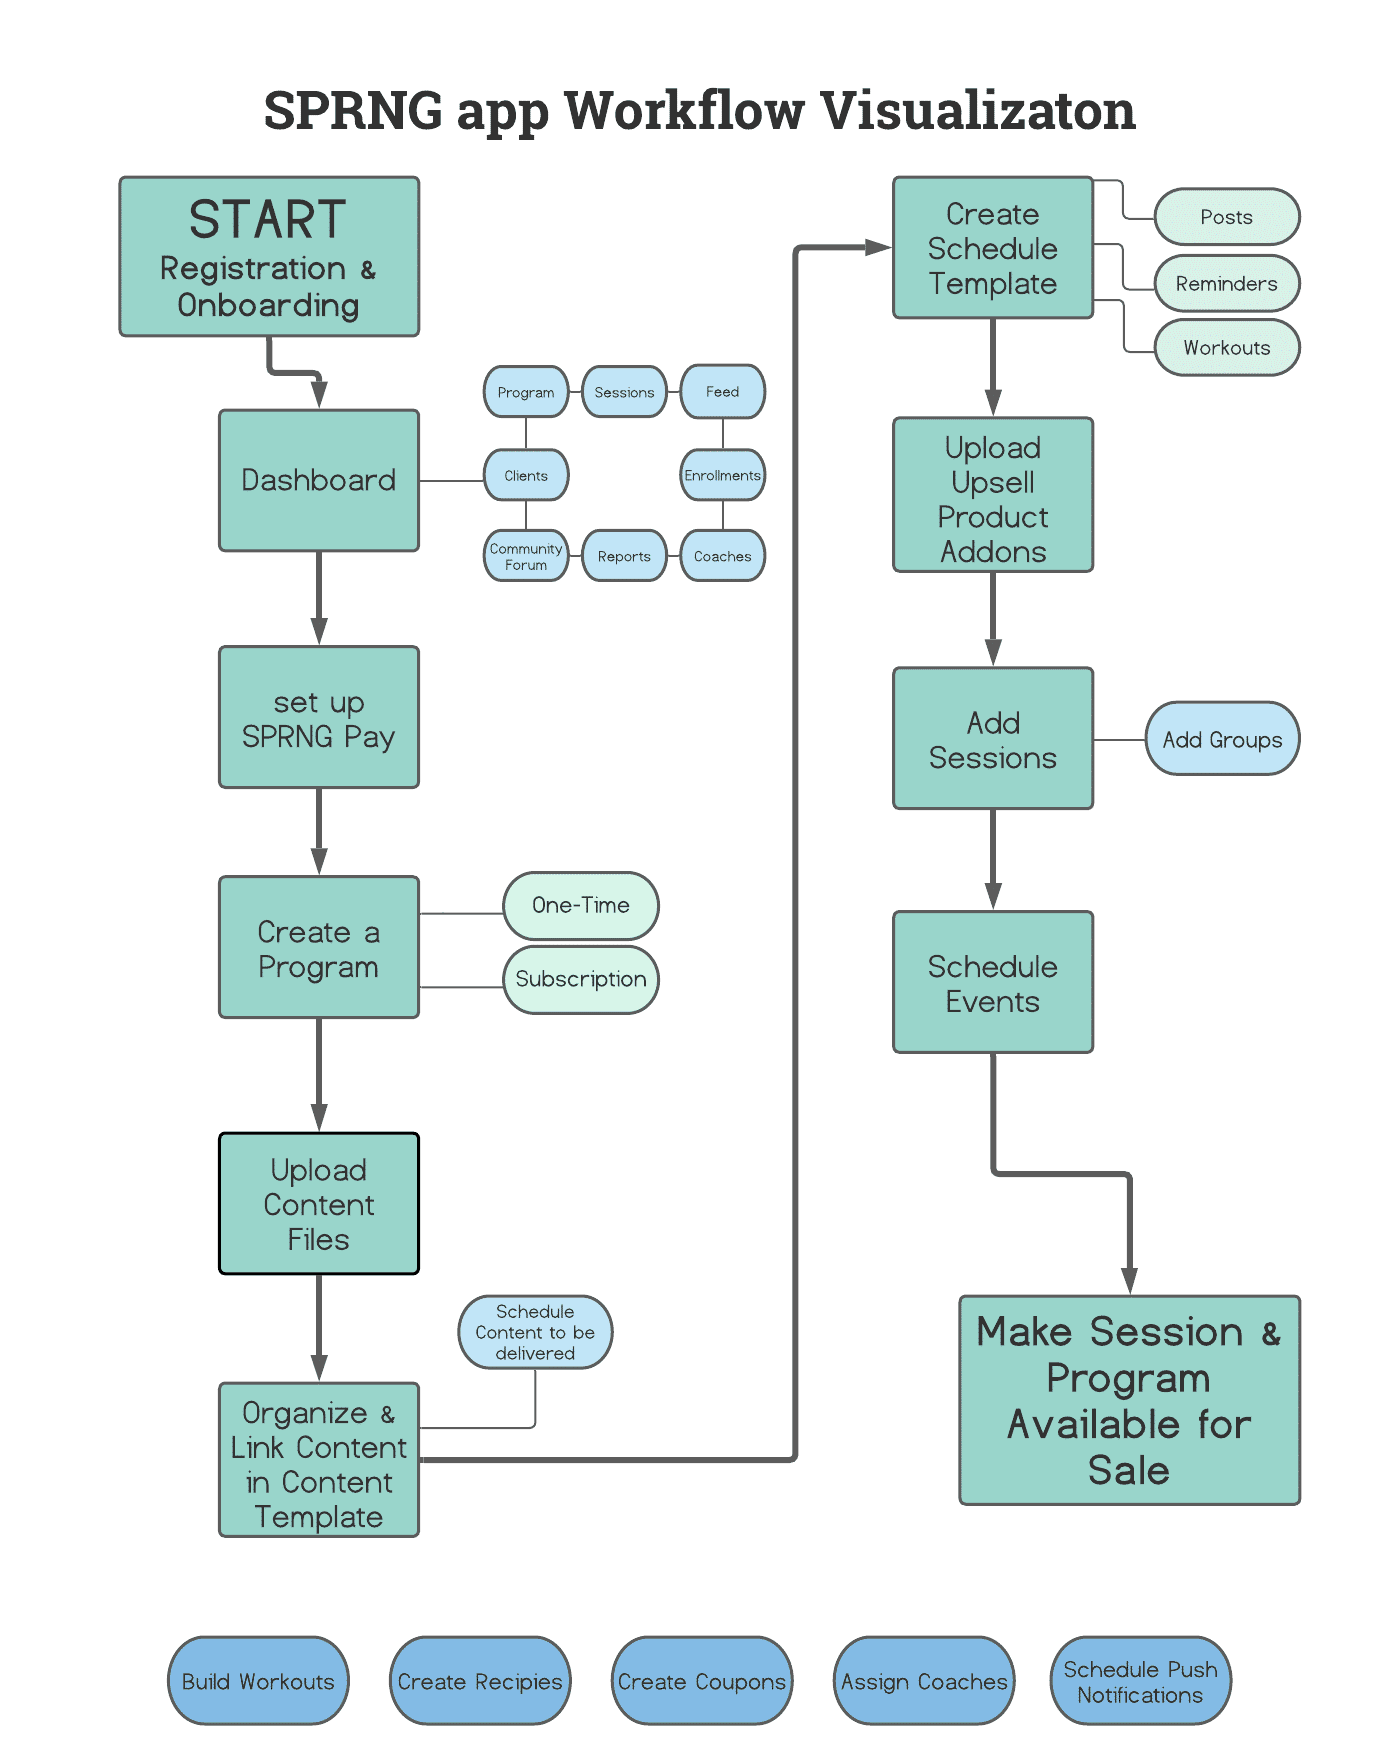 SPRNG app Workflow Visualizaton
START
Registration &
Onboarding
Dashboard
Program
Sessions
Feed
Clients
Enrollments
Community
Forum
Reports
Coaches
set up
SPRNG Pay
Create a
Program
One-Time
Subscription
Upload
Content
Files
Schedule
Content to be
delivered
Organize &
Link Content
in Content
Template
Create
Schedule
Template
Posts
Reminders
Workouts
Upload
Upsell
Product
Addons
Add
Sessions
Add Groups
Schedule
Events
Make Session &
Program
Available for
Sale
Build Workouts
Create Recipies
Create Coupons
Assign Coaches
Schedule Push
Notifications